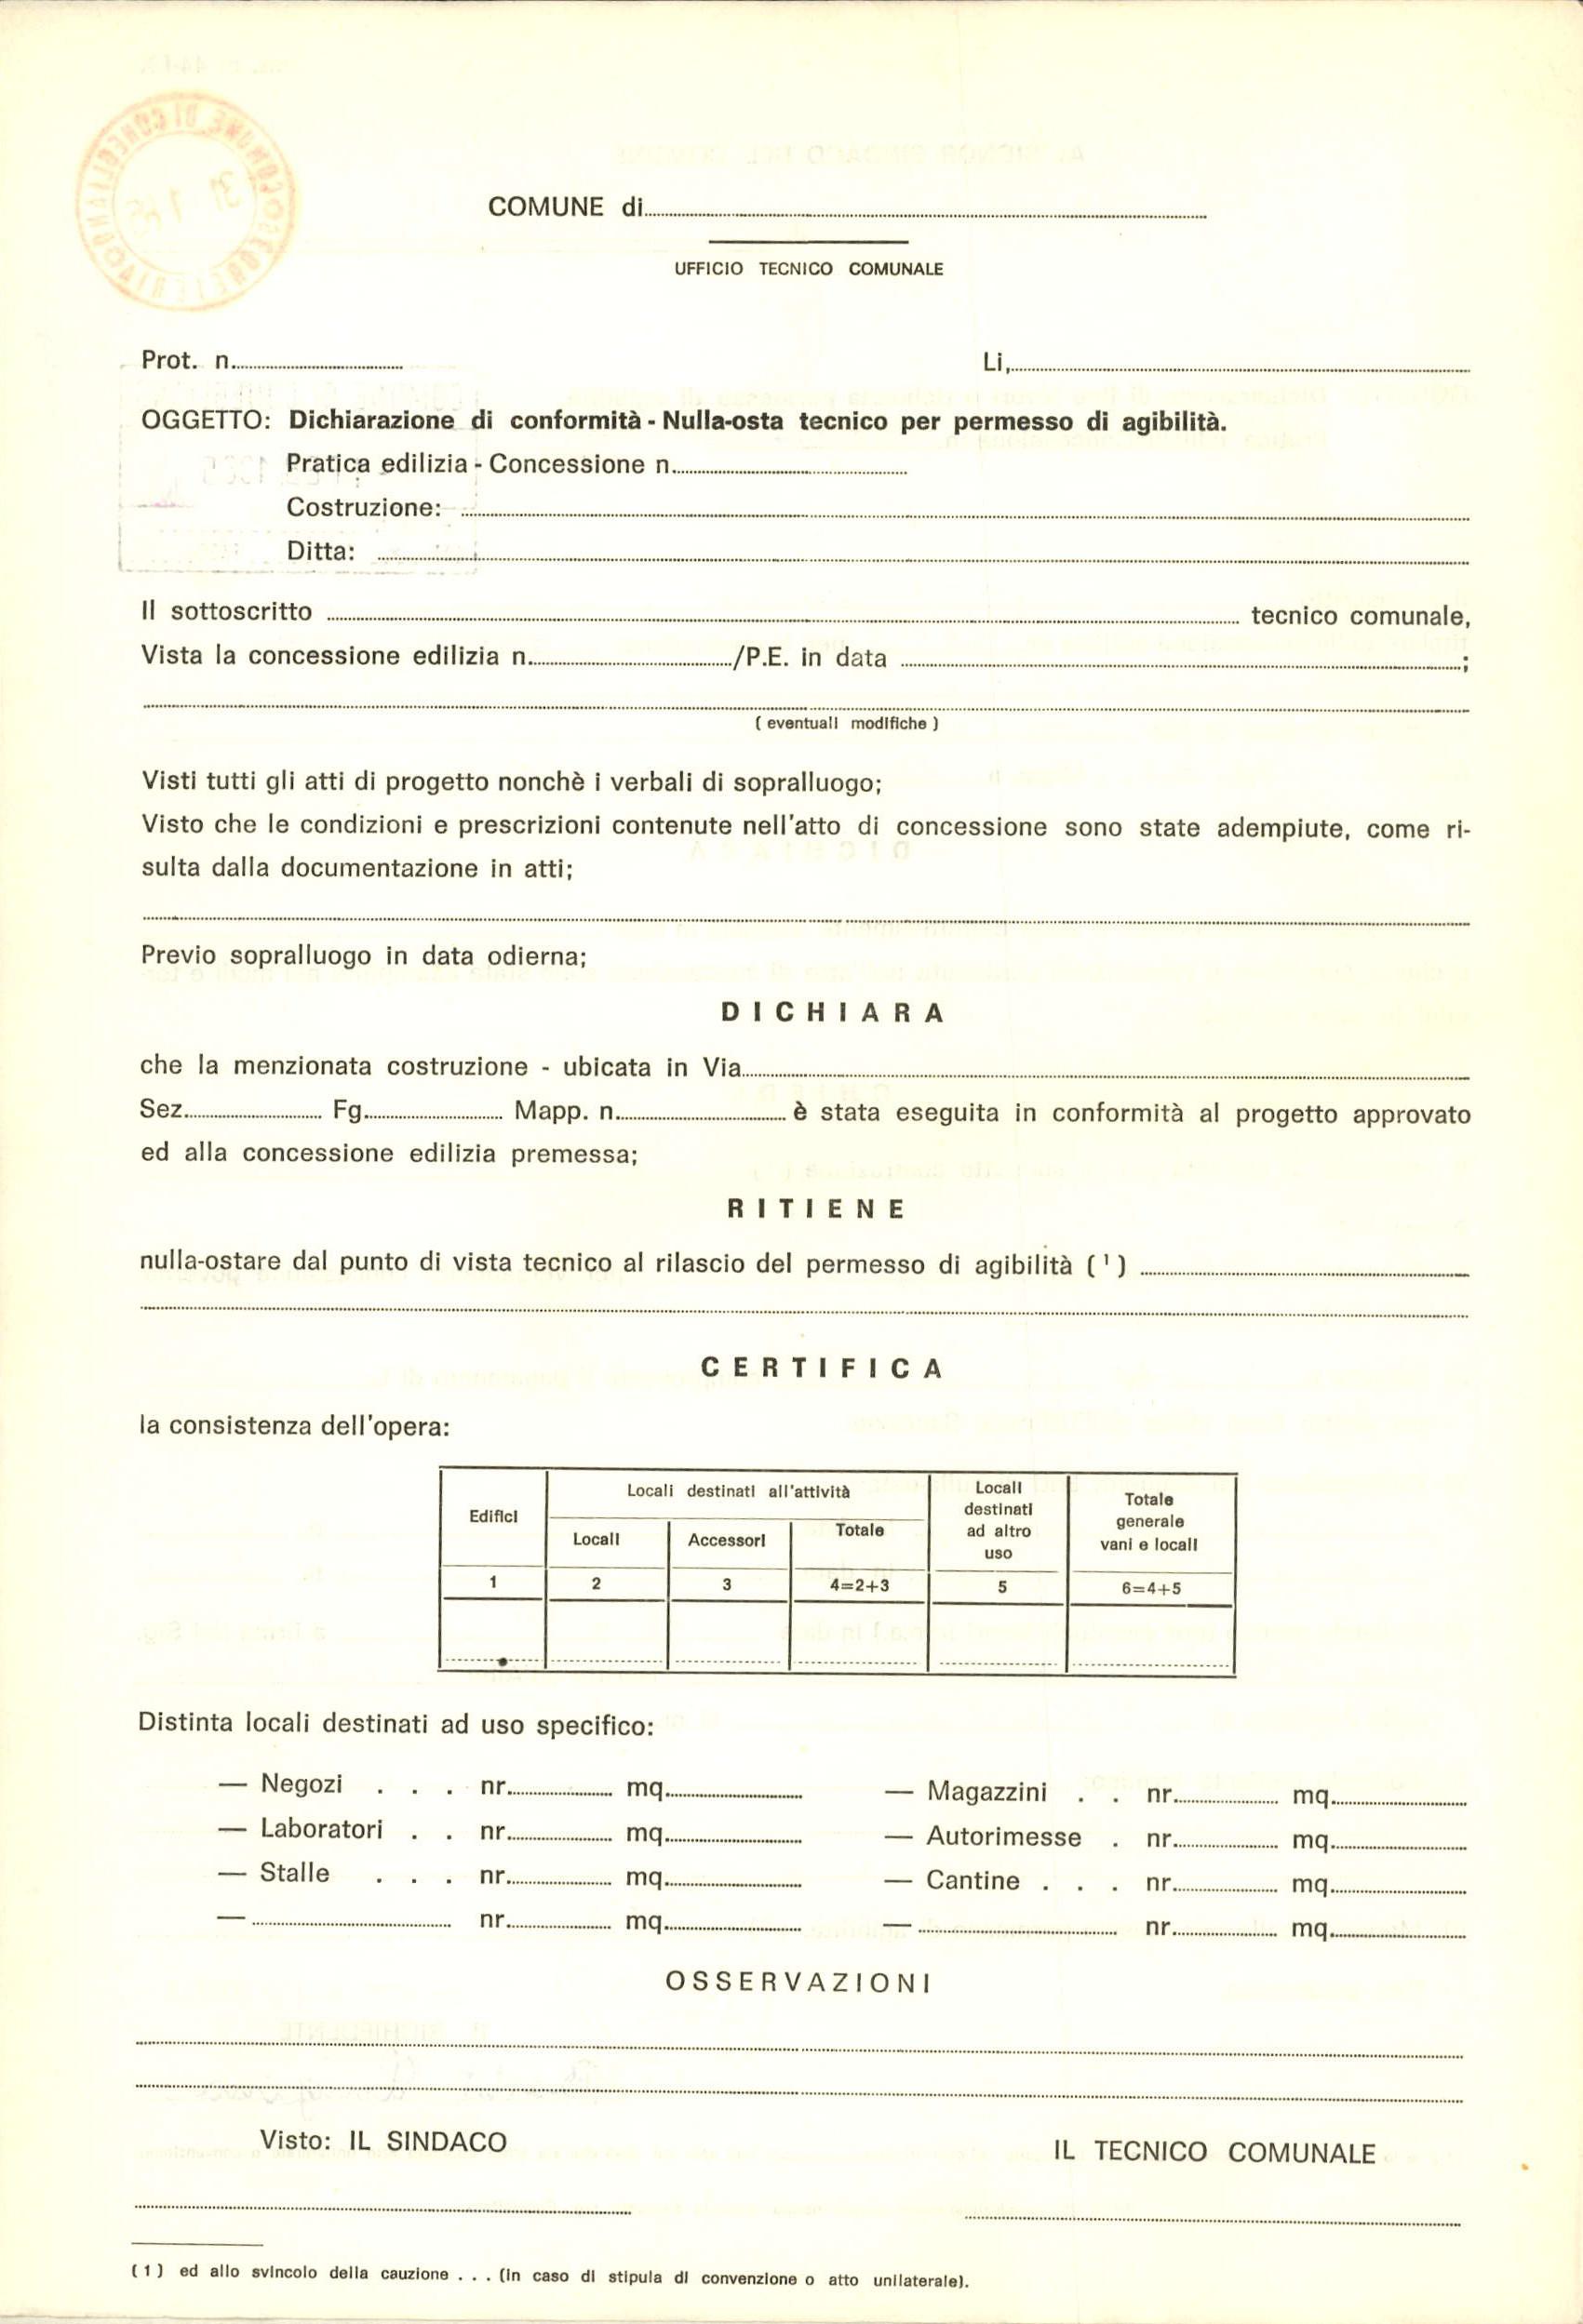 COMUNE di
UFFICIO TECNICO COMUNALE
Prot. n. Li,
OGGETTO: Dichiarazione di conformità - Nulla-osta tecnico per permesso di agibilità.
Pratica edilizia - Concessione n.
Costruzione:
Ditta:
Il sottoscritto tecnico comunale,
Vista la concessione edilizia n. /P.E. in data ;
( eventuali modifiche )
Visti tutti gli atti di progetto nonchè i verbali di sopralluogo;
Visto che le condizioni e prescrizioni contenute nell'atto di concessione sono state adempiute, come ri-
sulta dalla documentazione in atti;
Previo sopralluogo in data odierna;
DICHIARA
che la menzionata costruzione - ubicata in Via
Sez. Fg. Mapp. n. è stata eseguita in conformità al progetto approvato
ed alla concessione edilizia premessa;
RITIENE
nulla-ostare dal punto di vista tecnico al rilascio del permesso di agibilità (¹)
CERTIFICA
la consistenza dell'opera:
Edifici
Locali destinati all'attività
Locali
Accessori
Totale
Locali
destinati
ad altro
uso
Totale
generale
vani e locali
1 2 3 4=2+3 5 6=4+5
Distinta locali destinati ad uso specifico:
— Negozi . . . nr. mq. — Magazzini . . nr. mq.
— Laboratori . . nr. mq. — Autorimesse . nr. mq.
— Stalle . . . nr. mq. — Cantine . . . nr. mq.
— nr. mq. — nr. mq.
OSSERVAZIONI
Visto: IL SINDACO IL TECNICO COMUNALE
(1) ed allo svincolo della cauzione . . . (in caso di stipula di convenzione o atto unilaterale).